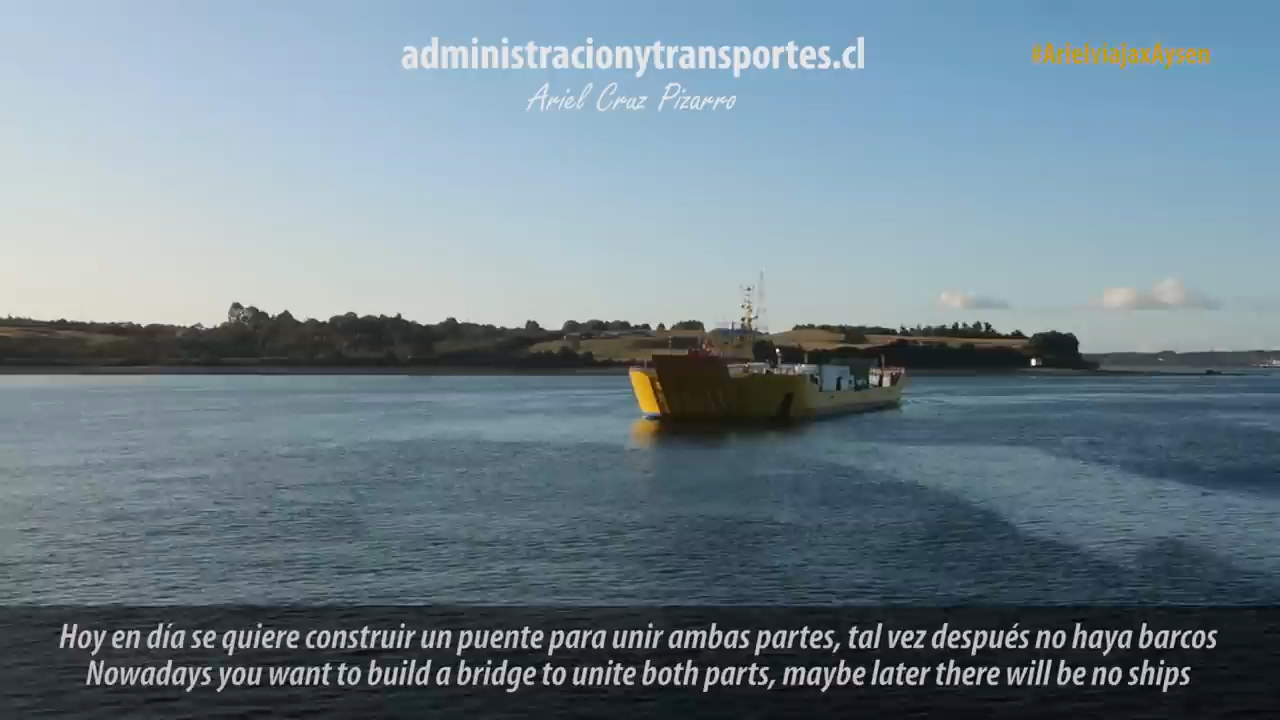 administracionytransportes.cl
#ArielviajaxAysen
Ariel Cruz Pizarro
Hoy en día se quiere construir un puente para unir ambas partes, tal vez después no haya barcos
Nowadays you want to build a bridge to unite both parts, maybe later there will be no ships